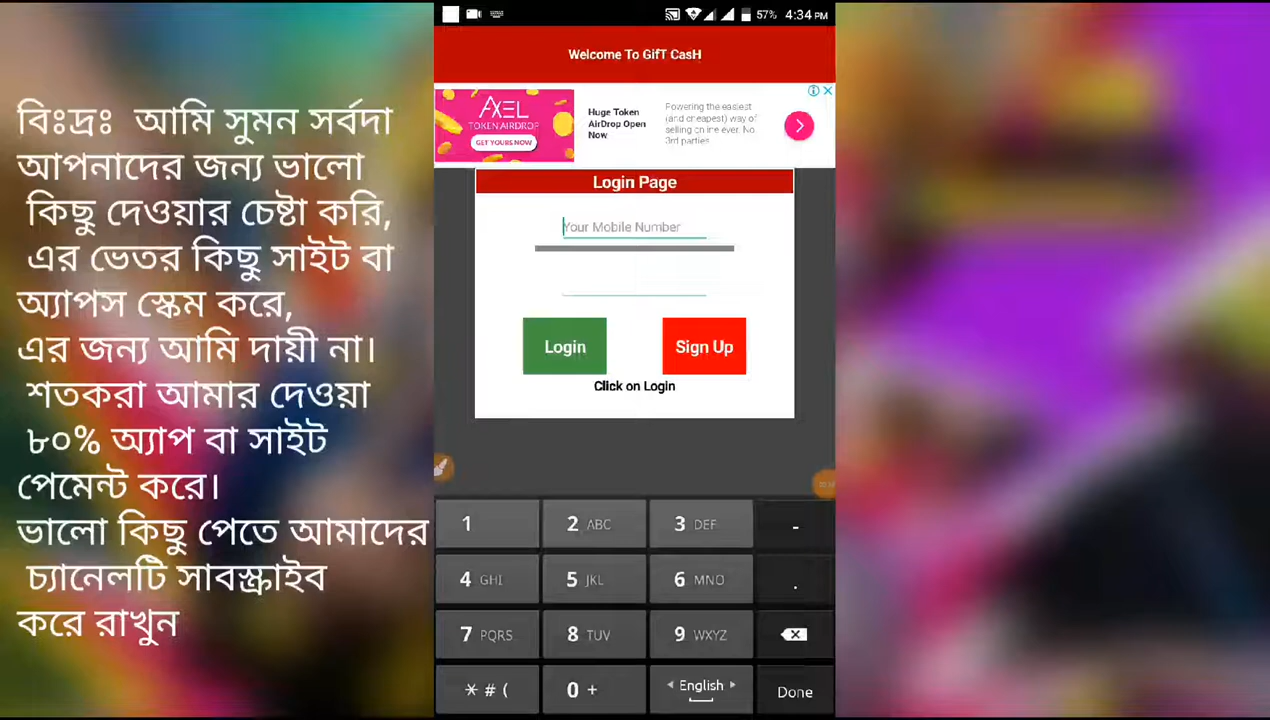 বিঃদ্রঃ আমি সুমন সর্বদা
আপনাদের জন্য ভালো
কিছু দেওয়ার চেষ্টা করি,
এর ভেতর কিছু সাইট বা
অ্যাপস স্কেম করে,
এর জন্য আমি দায়ী না।
শতকরা আমার দেওয়া
৮০% অ্যাপ বা সাইট
পেমেন্ট করে।
ভালো কিছু পেতে আমাদের
চ্যানেলটি সাবস্ক্রাইব
করে রাখুন
57% 4:34 PM
Welcome To GifT CasH
AXEL
TOKEN AIRDROP
GET YOURS NOW
Huge Token
AirDrop Open
Now
Powering the easiest
(and cheapest) way of
selling online ever. No
3rd parties.
Login Page
Your Mobile Number
Login Sign Up
Click on Login
1 2 ABC 3 DEF -
4 GHI 5 JKL 6 MNO .
7 PQRS 8 TUV 9 WXYZ
* # ( 0 + English Done